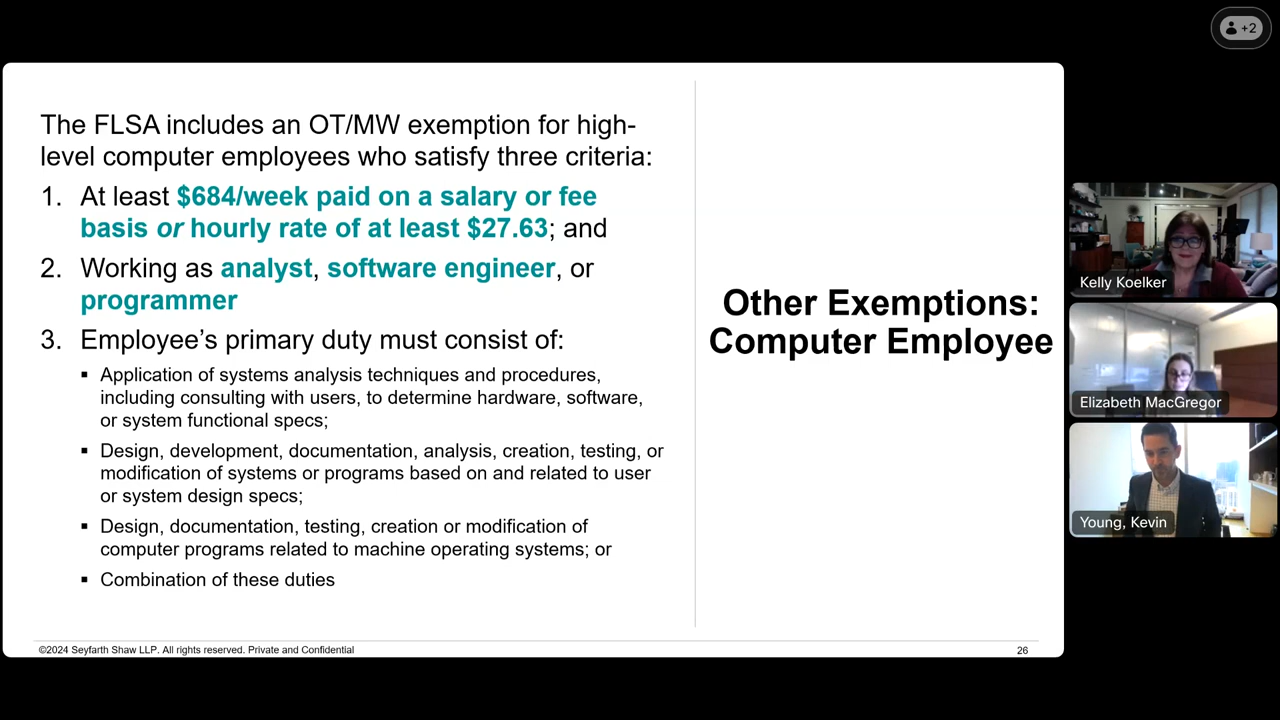 +2
The FLSA includes an OT/MW exemption for high-
level computer employees who satisfy three criteria:
1. At least $684/week paid on a salary or fee
basis or hourly rate of at least $27.63; and
2. Working as analyst, software engineer, or
programmer
3. Employee’s primary duty must consist of:
▪ Application of systems analysis techniques and procedures,
including consulting with users, to determine hardware, software,
or system functional specs;
▪ Design, development, documentation, analysis, creation, testing, or
modification of systems or programs based on and related to user
or system design specs;
▪ Design, documentation, testing, creation or modification of
computer programs related to machine operating systems; or
▪ Combination of these duties
Other Exemptions:
Computer Employee
©2024 Seyfarth Shaw LLP. All rights reserved. Private and Confidential
26
Kelly Koelker
Elizabeth MacGregor
Young, Kevin